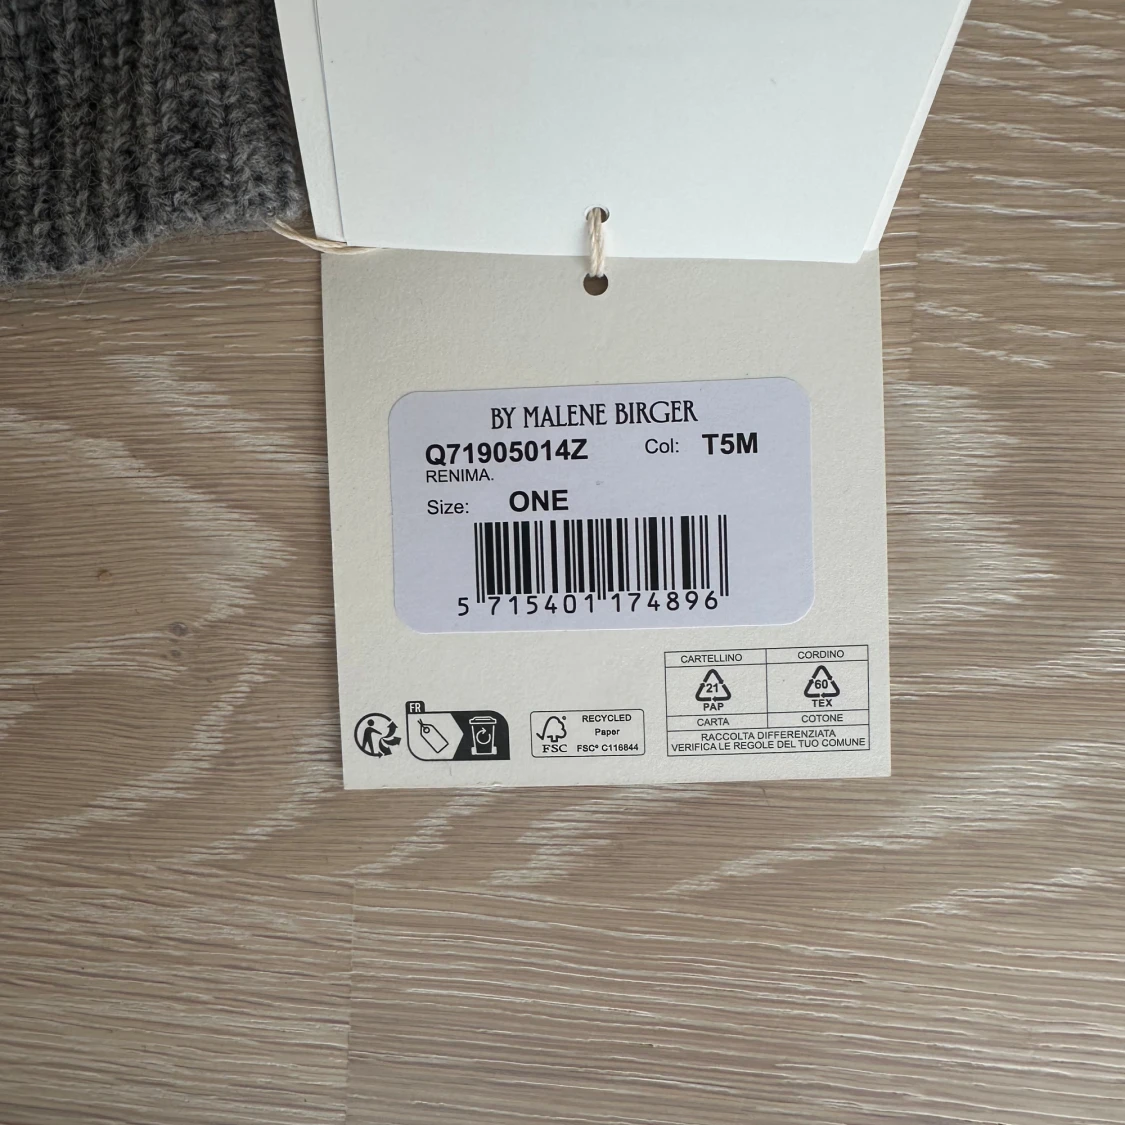 BY MALENE BIRGER
Q71905014Z Col: T5M
RENIMA.
Size: ONE
5 715401 174896
FR
FSC
RECYCLED
Paper
FSC® C116844
CARTELLINO CORDINO
21 60
PAP TEX
CARTA COTONE
RACCOLTA DIFFERENZIATA
VERIFICA LE REGOLE DEL TUO COMUNE